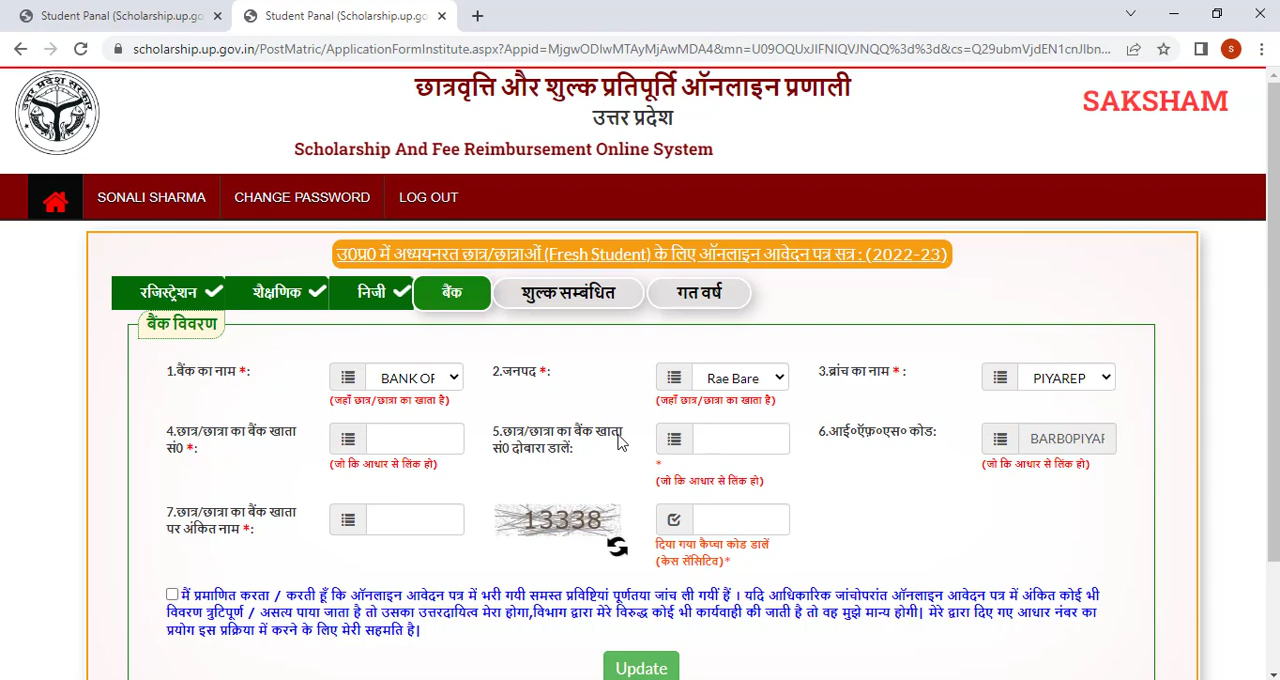 Student Panal (Scholarship.up.go
Student Panal (Scholarship.up.go
scholarship.up.gov.in/PostMatric/ApplicationFormInstitute.aspx?Appid=MjgwODIwMTAyMjAwMDA4&mn=U09OQUxJFNIQVJNQQ%3d%3d&cs=Q29ubmVjdEN1cnJlbn...
S
छात्रवृत्ति और शुल्क प्रतिपूर्ति ऑनलाइन प्रणाली
उत्तर प्रदेश
SAKSHAM
Scholarship And Fee Reimbursement Online System
SONALI SHARMA CHANGE PASSWORD LOG OUT
उ0प्र0 में अध्ययनरत छात्र/छात्राओं (Fresh Student) के लिए ऑनलाइन आवेदन पत्र सत्र : (2022-23)
रजिस्ट्रेशन शैक्षणिक निजी बैंक शुल्क सम्बंधित गत वर्ष
बैंक विवरण
1.बैंक का नाम *: BANK OF 2.जनपद *: Rae Bare 3.ब्रांच का नाम * : PIYAREP
(जहाँ छात्र/छात्रा का खाता है) (जहाँ छात्र/छात्रा का खाता है)
4.छात्र/छात्रा का बैंक खाता 5.छात्र/छात्रा का बैंक खाता 6.आई०ऍफ़०एस० कोड: BARB0PIYAF
सं0 *: सं0 दोबारा डालें:
(जो कि आधार से लिंक हो) * (जो कि आधार से लिंक हो)
(जो कि आधार से लिंक हो)
7.छात्र/छात्रा का बैंक खाता 13338
पर अंकित नाम *:
दिया गया कैप्चा कोड डालें
(केस सेंसिटिव)*
मैं प्रमाणित करता / करती हूँ कि ऑनलाइन आवेदन पत्र में भरी गयी समस्त प्रविष्टियां पूर्णतया जांच ली गयीं हैं । यदि आधिकारिक जांचोपरांत ऑनलाइन आवेदन पत्र में अंकित कोई भी
विवरण त्रुटिपूर्ण / असत्य पाया जाता है तो उसका उत्तरदायित्व मेरा होगा,विभाग द्वारा मेरे विरुद्ध कोई भी कार्यवाही की जाती है तो वह मुझे मान्य होगी| मेरे द्वारा दिए गए आधार नंबर का
प्रयोग इस प्रक्रिया में करने के लिए मेरी सहमति है|
Update